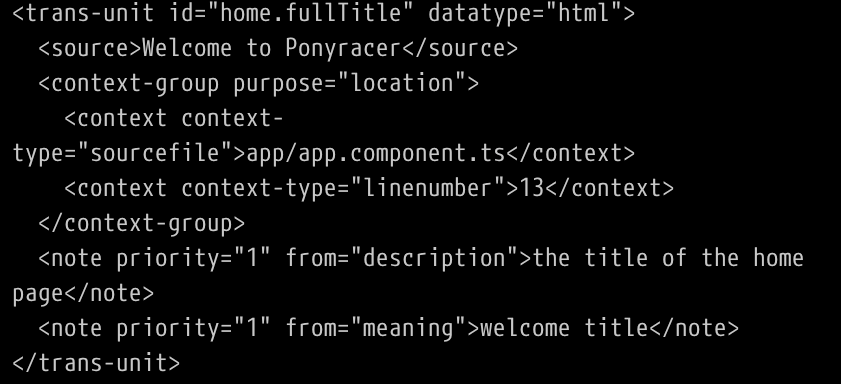 <trans-unit id="home.fullTitle" datatype="html">
  <source>Welcome to Ponyracer</source>
  <context-group purpose="location">
    <context context-
type="sourcefile">app/app.component.ts</context>
    <context context-type="linenumber">13</context>
  </context-group>
  <note priority="1" from="description">the title of the home
page</note>
  <note priority="1" from="meaning">welcome title</note>
</trans-unit>